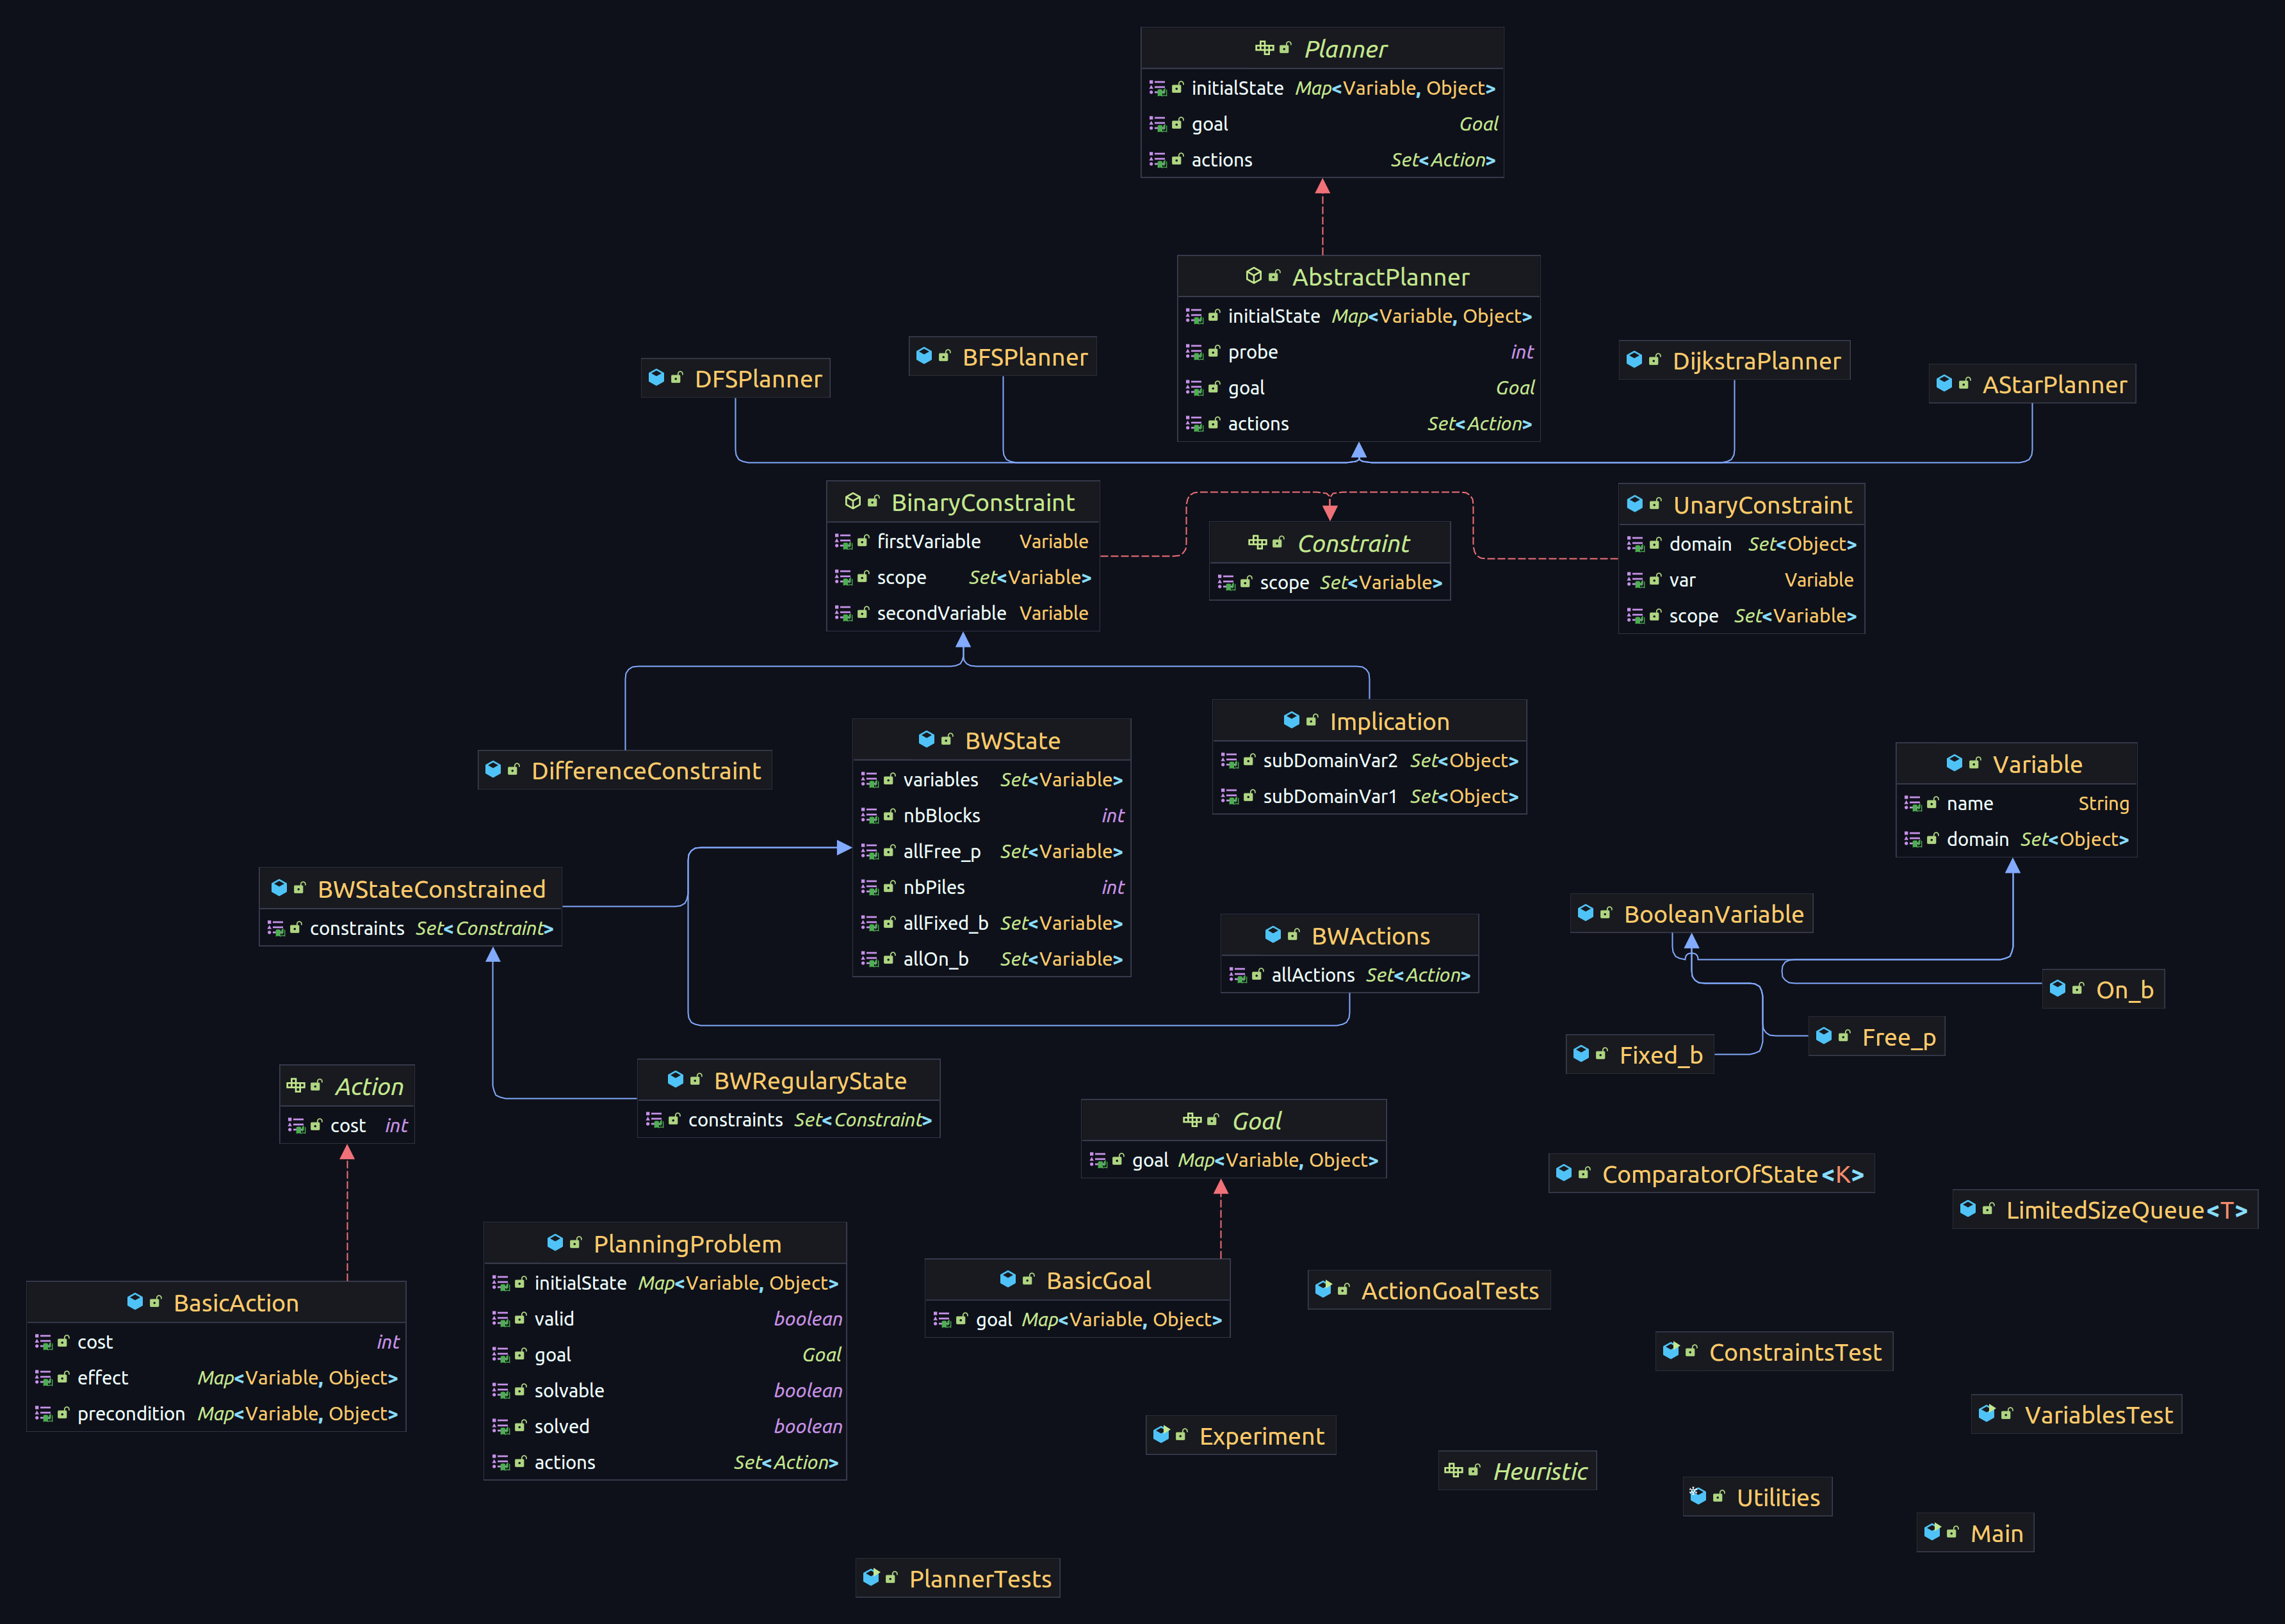 Planner
initialState Map<Variable, Object>
goal Goal
actions Set<Action>
AbstractPlanner
initialState Map<Variable, Object>
probe int
goal Goal
actions Set<Action>
DFSPlanner
BFSPlanner
DijkstraPlanner
AStarPlanner
BinaryConstraint
firstVariable Variable
scope Set<Variable>
secondVariable Variable
Constraint
scope Set<Variable>
UnaryConstraint
domain Set<Object>
var Variable
scope Set<Variable>
DifferenceConstraint
BWState
variables Set<Variable>
nbBlocks int
allFree_p Set<Variable>
nbPiles int
allFixed_b Set<Variable>
allOn_b Set<Variable>
Implication
subDomainVar2 Set<Object>
subDomainVar1 Set<Object>
Variable
name String
domain Set<Object>
BWStateConstrained
constraints Set<Constraint>
BWActions
allActions Set<Action>
BooleanVariable
On_b
Fixed_b
Free_p
Action
cost int
BWRegularyState
constraints Set<Constraint>
Goal
goal Map<Variable, Object>
ComparatorOfState<K>
LimitedSizeQueue<T>
BasicAction
cost int
effect Map<Variable, Object>
precondition Map<Variable, Object>
PlanningProblem
initialState Map<Variable, Object>
valid boolean
goal Goal
solvable boolean
solved boolean
actions Set<Action>
BasicGoal
goal Map<Variable, Object>
ActionGoalTests
ConstraintsTest
VariablesTest
Experiment
Heuristic
Utilities
Main
PlannerTests